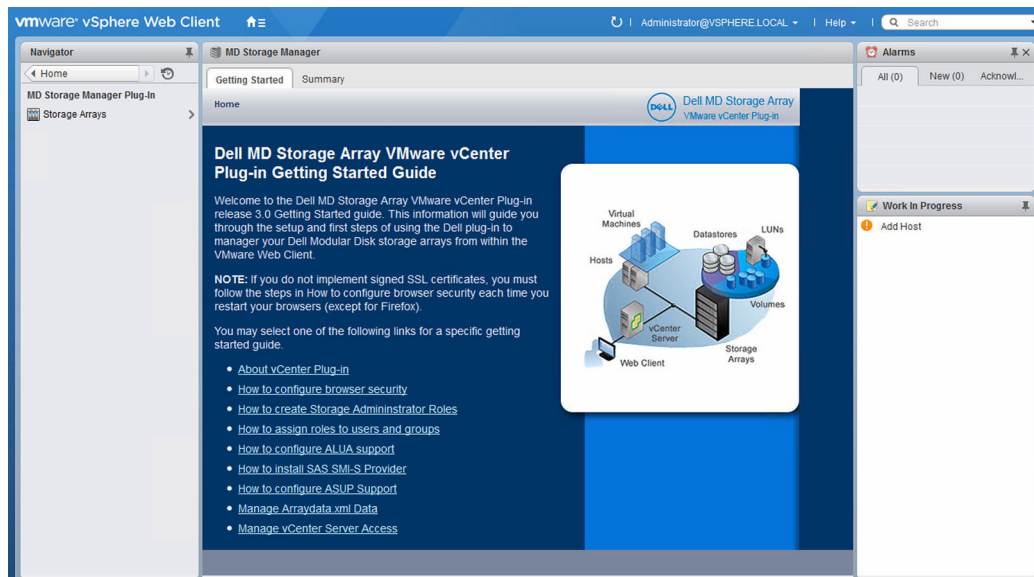 vmware® vSphere Web Client
Administrator@VSPHERE.LOCAL
Help
Search
Navigator
Home
MD Storage Manager Plug-In
Storage Arrays
MD Storage Manager
Getting Started
Summary
Home
DELL
Dell MD Storage Array
VMware vCenter Plug-in
Dell MD Storage Array VMware vCenter
Plug-in Getting Started Guide
Welcome to the Dell MD Storage Array VMware vCenter Plug-in
release 3.0 Getting Started guide. This information will guide you
through the setup and first steps of using the Dell plug-in to
manager your Dell Modular Disk storage arrays from within the
VMware Web Client.
NOTE: If you do not implement signed SSL certificates, you must
follow the steps in How to configure browser security each time you
restart your browsers (except for Firefox).
You may select one of the following links for a specific getting
started guide.
• About vCenter Plug-in
• How to configure browser security
• How to create Storage Admininstrator Roles
• How to assign roles to users and groups
• How to configure ALUA support
• How to install SAS SMI-S Provider
• How to configure ASUP Support
• Manage Arraydata.xml Data
• Manage vCenter Server Access
Virtual
Machines
Datastores
LUNs
Hosts
Volumes
vCenter
Server
Web Client
Storage
Arrays
Alarms
All (0)
New (0)
Acknowl...
Work In Progress
Add Host